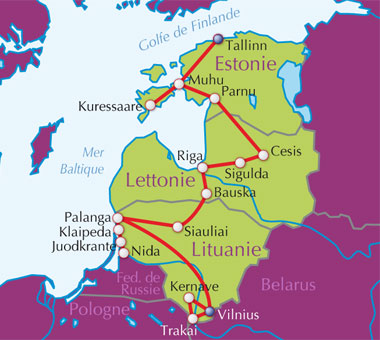 Golfe de Finlande
Tallinn
Estonie
Muhu
Parnu
Kuressaare
Mer
Baltique
Riga
Cesis
Sigulda
Lettonie
Bauska
Palanga
Klaipeda
Siauliai
Juodkrante
Lituanie
Nida
Fed. de
Russie
Kernave
Belarus
Pologne
Vilnius
Trakai